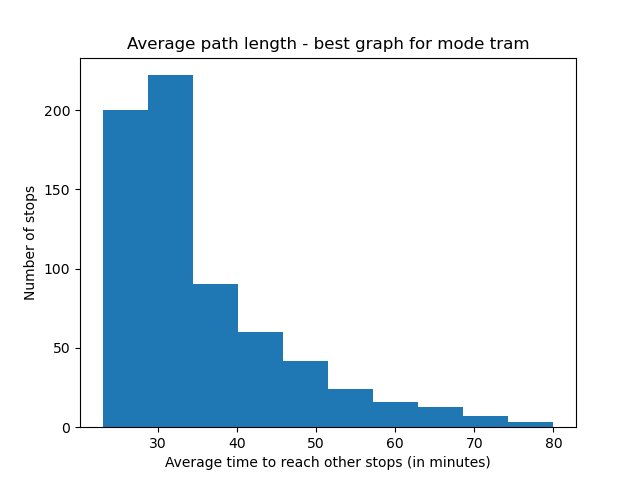 Average path length - best graph for mode tram
Number of stops
200
150
100
50
0
30 40 50 60 70 80
Average time to reach other stops (in minutes)